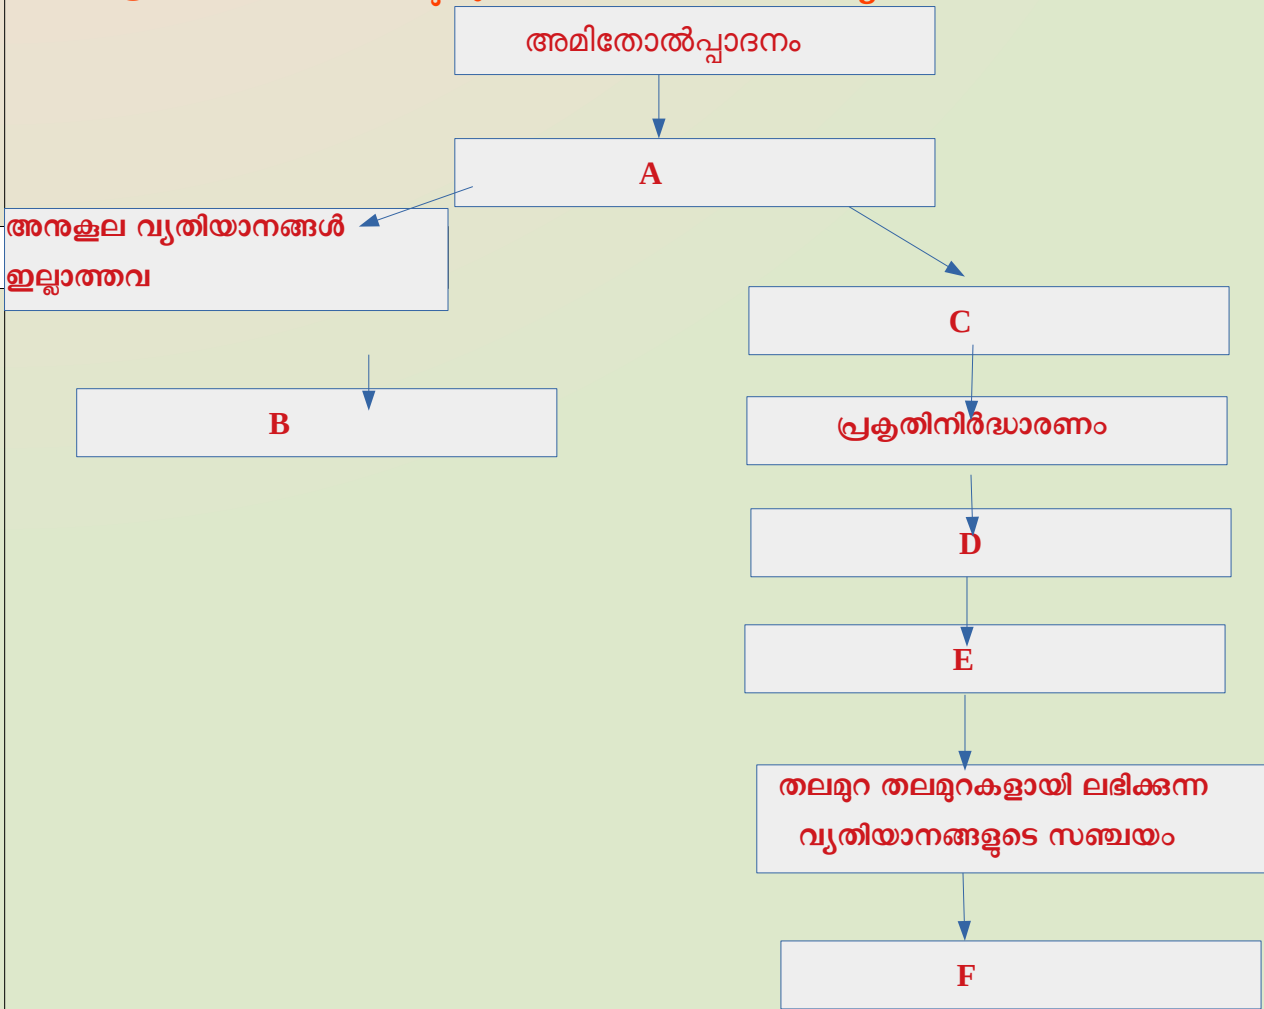 അമിതോൽപ്പാദനം
A
അനുകൂല വ്യതിയാനങ്ങൾ
ഇല്ലാത്തവ
C
B
പ്രകൃതിനിർദ്ധാരണം
D
E
തലമുറ തലമുറകളായി ലഭിക്കുന്ന
വ്യതിയാനങ്ങളുടെ സഞ്ചയം
F